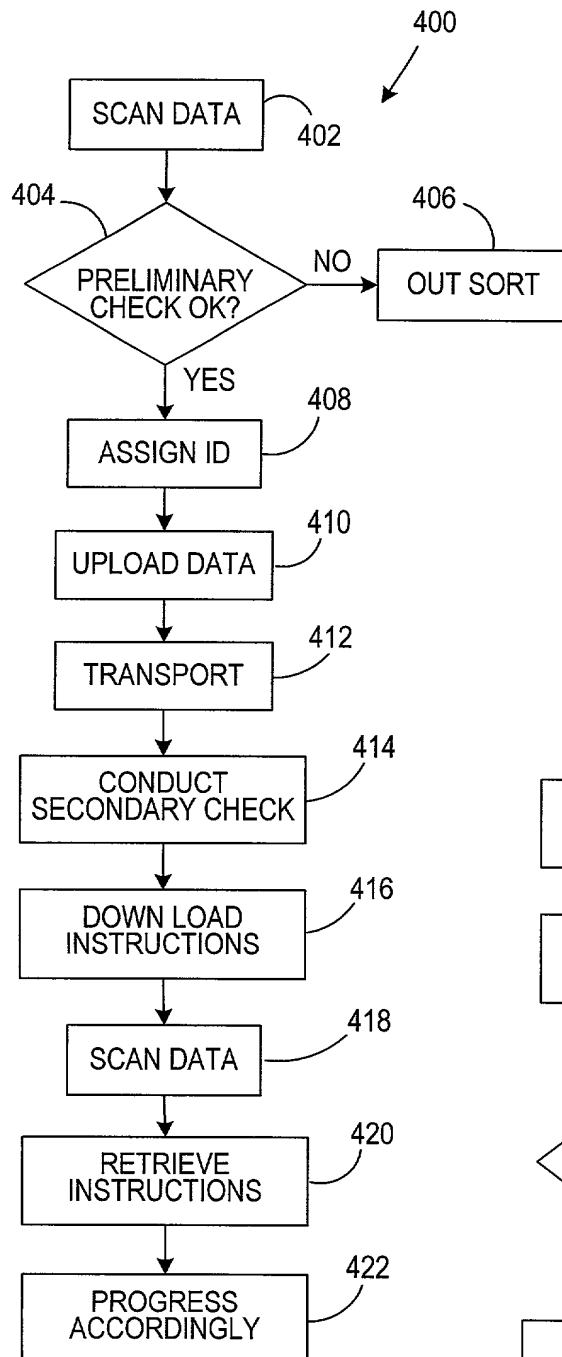 400
SCAN DATA
402
404
PRELIMINARY
CHECK OK?
NO
406
OUT SORT
YES
408
ASSIGN ID
410
UPLOAD DATA
412
TRANSPORT
414
CONDUCT
SECONDARY CHECK
416
DOWN LOAD
INSTRUCTIONS
418
SCAN DATA
420
RETRIEVE
INSTRUCTIONS
422
PROGRESS
ACCORDINGLY